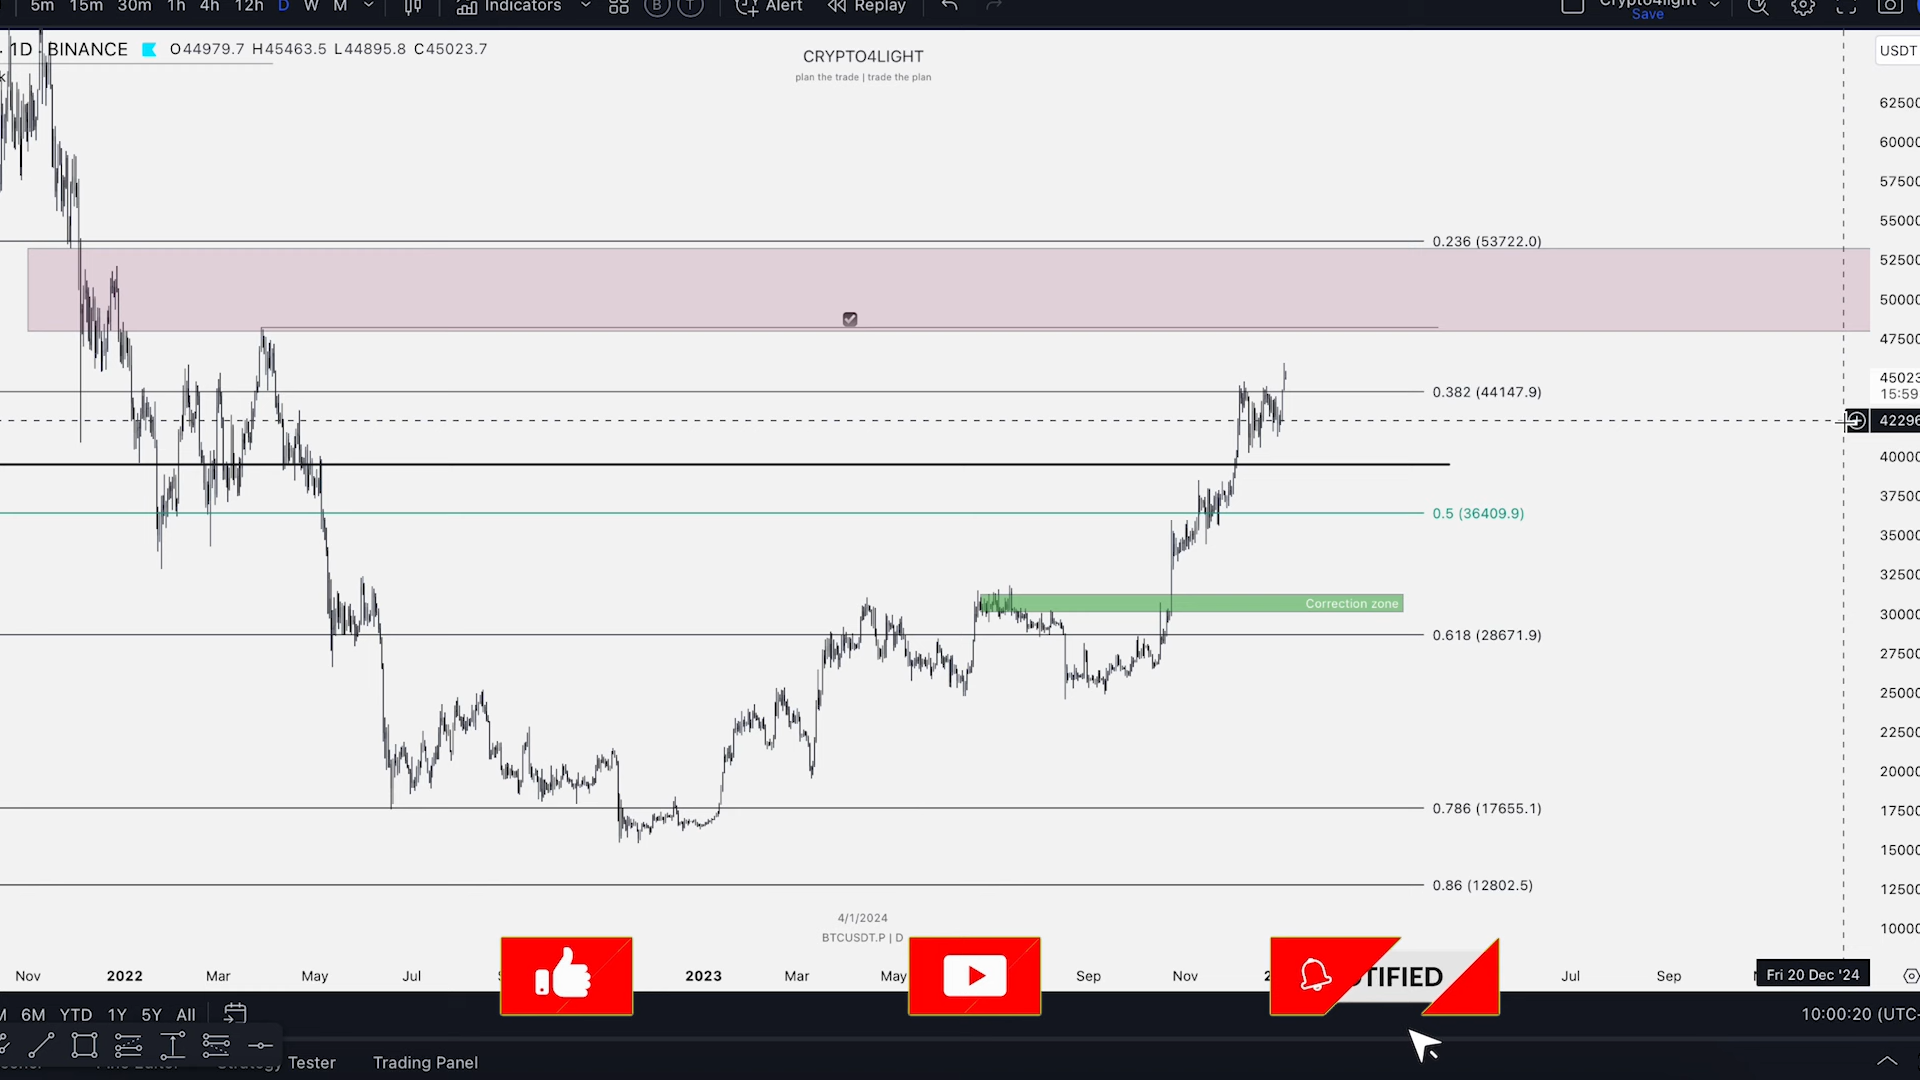 5m 15m 30m 1h 4h 12h D W M Indicators B T Alert Replay
Save
1D BINANCE O44979.7 H45463.5 L44895.8 C45023.7
CRYPTO4LIGHT
plan the trade | trade the plan
USDT
62500
60000
57500
55000
0.236 (53722.0)
52500
50000
47500
45023
15:59
0.382 (44147.9)
42296
40000
37500
0.5 (36409.9)
35000
32500
Correction zone
30000
0.618 (28671.9)
27500
25000
22500
20000
0.786 (17655.1)
17500
15000
0.86 (12802.5)
12500
10000
4/1/2024
BTCUSDT.P | D
Nov 2022 Mar May Jul 2023 Mar May Sep Nov Jul Sep Fri 20 Dec '24
TIFIED
6M YTD 1Y 5Y All
10:00:20 (UTC-
Tester Trading Panel